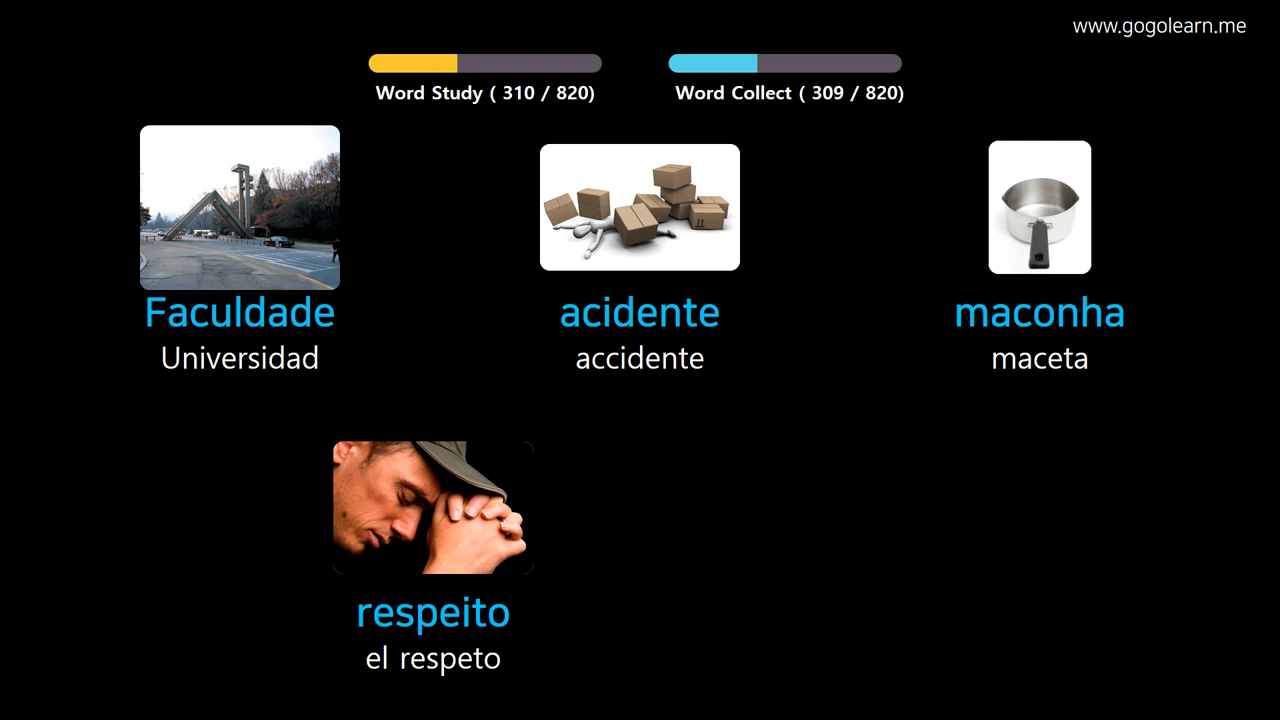 www.gogolearn.me
Word Study ( 310 / 820)
Word Collect ( 309 / 820)
Faculdade
acidente
maconha
Universidad
accidente
maceta
respeito
el respeto